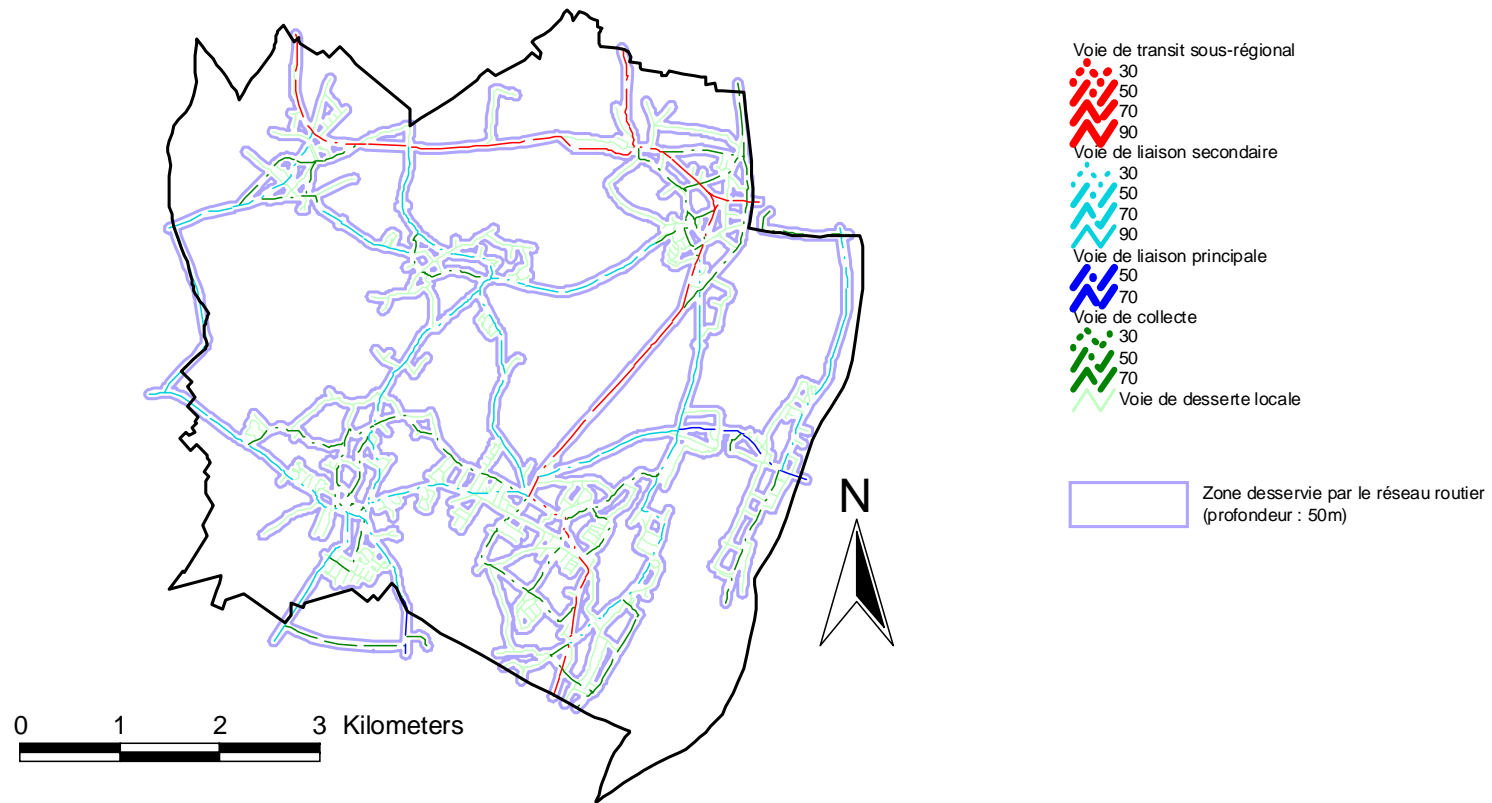 Voie de transit sous-régional
30
50
70
90
Voie de liaison secondaire
30
50
70
90
Voie de liaison principale
50
70
Voie de collecte
30
50
70
Voie de desserte locale
Zone desservie par le réseau routier
(profondeur : 50m)
N
0 1 2 3 Kilometers